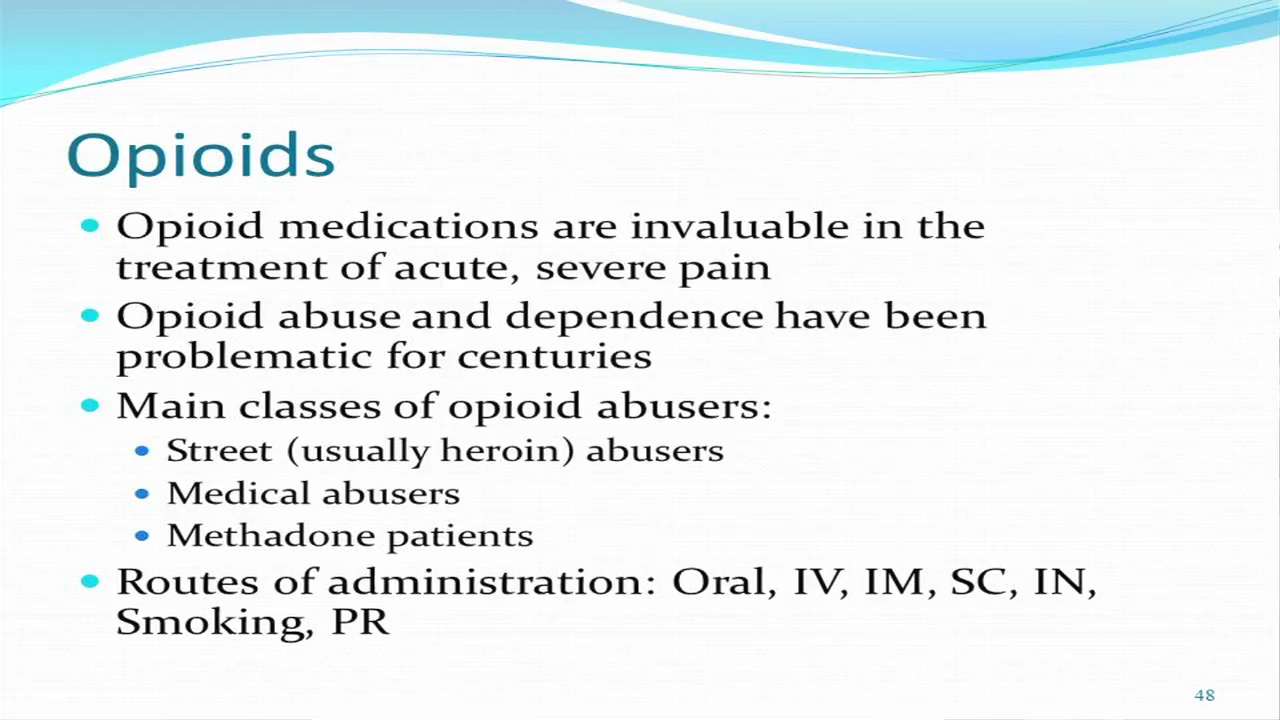 Opioids
• Opioid medications are invaluable in the
treatment of acute, severe pain
• Opioid abuse and dependence have been
problematic for centuries
• Main classes of opioid abusers:
• Street (usually heroin) abusers
• Medical abusers
• Methadone patients
• Routes of administration: Oral, IV, IM, SC, IN,
Smoking, PR
48